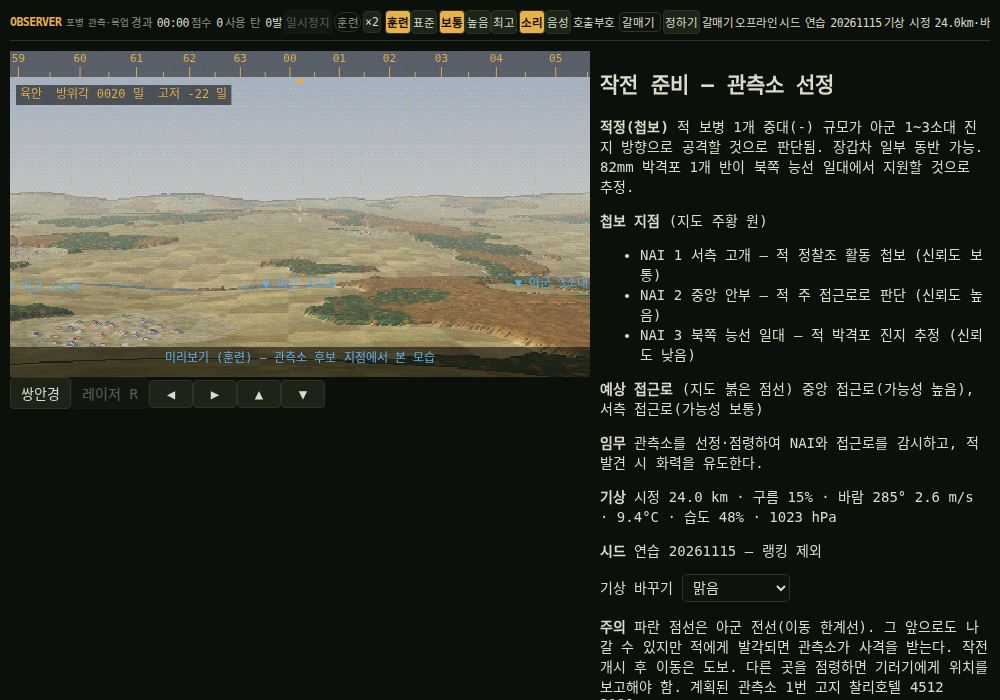 OBSERVER 포병 관측·목업 경과 00:00 점수 0 사용 탄 0발 일시정지 훈련 ×2 훈련 표준 보통 높음 최고 소리 음성 호출부호 갈매기 정하기 갈매기 오프라인 시드 연습 20261115 기상 시정 24.0km·바
59 60 61 62 63 00 01 02 03 04 05
육안 방위각 0020 밀 고저 -22 밀
▼ 아군 3소대
미리보기 (훈련) — 관측소 후보 지점에서 본 모습
쌍안경 레이저 R ◄ ► ▲ ▼
작전 준비 — 관측소 선정
적정(첩보) 적 보병 1개 중대(-) 규모가 아군 1~3소대 진
지 방향으로 공격할 것으로 판단됨. 장갑차 일부 동반 가능.
82mm 박격포 1개 반이 북쪽 능선 일대에서 지원할 것으로
추정.
첩보 지점 (지도 주황 원)
• NAI 1 서측 고개 — 적 정찰조 활동 첩보 (신뢰도 보
통)
• NAI 2 중앙 안부 — 적 주 접근로로 판단 (신뢰도 높
음)
• NAI 3 북쪽 능선 일대 — 적 박격포 진지 추정 (신뢰
도 낮음)
예상 접근로 (지도 붉은 점선) 중앙 접근로(가능성 높음),
서측 접근로(가능성 보통)
임무 관측소를 선정·점령하여 NAI와 접근로를 감시하고, 적
발견 시 화력을 유도한다.
기상 시정 24.0 km · 구름 15% · 바람 285° 2.6 m/s
· 9.4°C · 습도 48% · 1023 hPa
시드 연습 20261115 — 랭킹 제외
기상 바꾸기 맑음
주의 파란 점선은 아군 전선(이동 한계선). 그 앞으로도 나
갈 수 있지만 적에게 발각되면 관측소가 사격을 받는다. 작전
개시 후 이동은 도보. 다른 곳을 점령하면 기러기에게 위치를
보고해야 함. 계획된 관측소 1번 고지 찰리호텔 4512